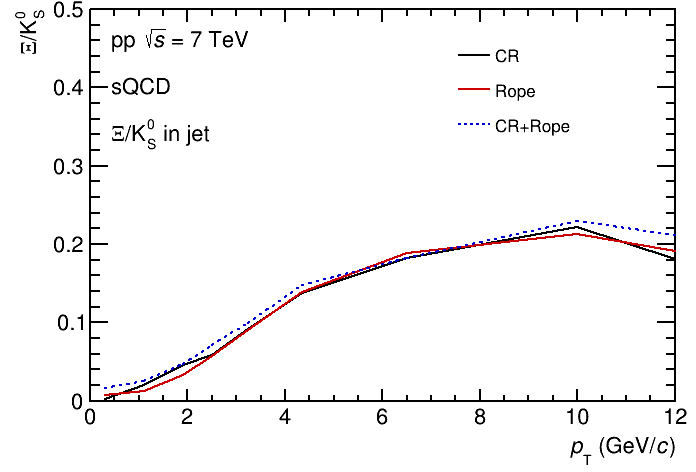 Ξ/K⁰_S
0.5
0.4
0.3
0.2
0.1
0
pp √s = 7 TeV
sQCD
Ξ/K⁰_S in jet
CR
Rope
CR+Rope
0 2 4 6 8 10 12
p_T (GeV/c)